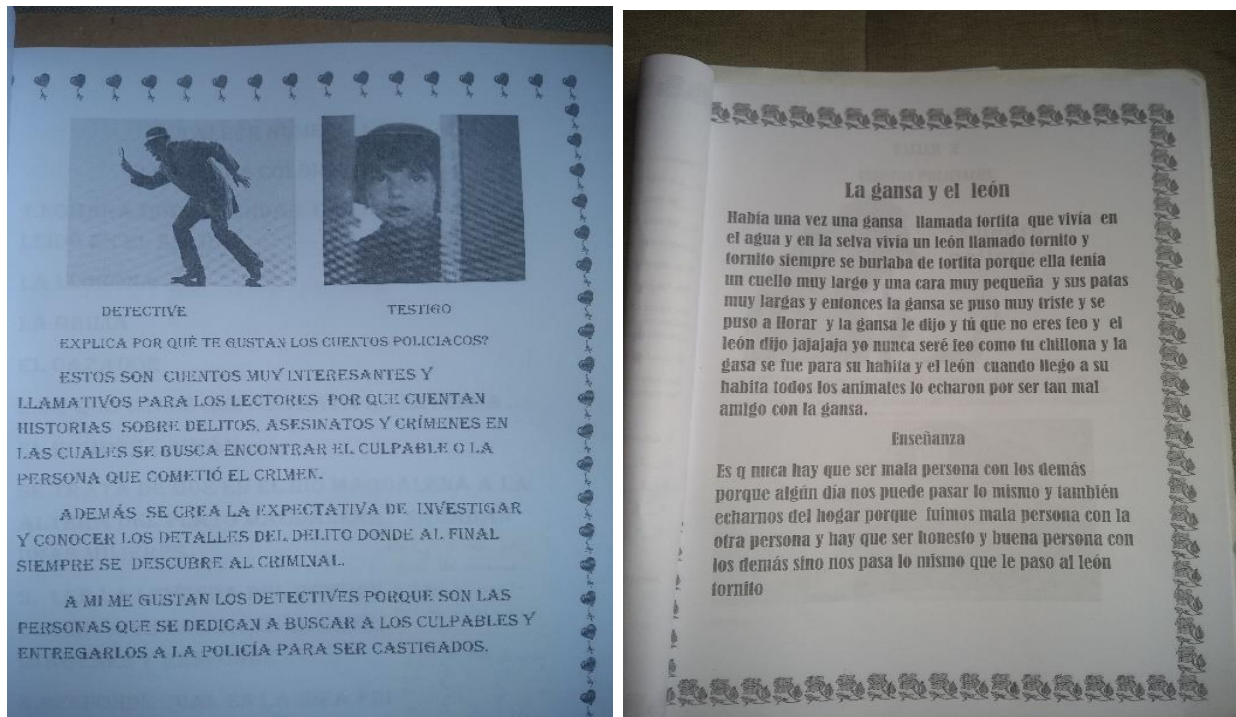 DETECTIVE
TESTIGO
EXPLICA POR QUÉ TE GUSTAN LOS CUENTOS POLICIACOS?
ESTOS SON CUENTOS MUY INTERESANTES Y
LLAMATIVOS PARA LOS LECTORES POR QUE CUENTAN
HISTORIAS SOBRE DELITOS, ASESINATOS Y CRÍMENES EN
LAS CUALES SE BUSCA ENCONTRAR EL CULPABLE O LA
PERSONA QUE COMETIÓ EL CRIMEN.
ADEMÁS SE CREA LA EXPECTATIVA DE INVESTIGAR
Y CONOCER LOS DETALLES DEL DELITO DONDE AL FINAL
SIEMPRE SE DESCUBRE AL CRIMINAL.
A MI ME GUSTAN LOS DETECTIVES PORQUE SON LAS
PERSONAS QUE SE DEDICAN A BUSCAR A LOS CULPABLES Y
ENTREGARLOS A LA POLICÍA PARA SER CASTIGADOS.
La gansa y el león
Había una vez una gansa llamada tortita que vivía en
el agua y en la selva vivía un león llamado tornito y
tornito siempre se burlaba de tortita porque ella tenía
un cuello muy largo y una cara muy pequeña y sus patas
muy largas y entonces la gansa se puso muy triste y se
puso a llorar y la gansa le dijo y tú que no eres feo y el
león dijo jajajaja yo nunca seré feo como tu chillona y la
gasa se fue para su habita y el león cuando llego a su
habita todos los animales lo echaron por ser tan mal
amigo con la gansa.
Enseñanza
Es q nuca hay que ser mala persona con los demás
porque algún día nos puede pasar lo mismo y también
echarnos del hogar porque fuimos mala persona con la
otra persona y hay que ser honesto y buena persona con
los demás sino nos pasa lo mismo que le paso al león
tornito